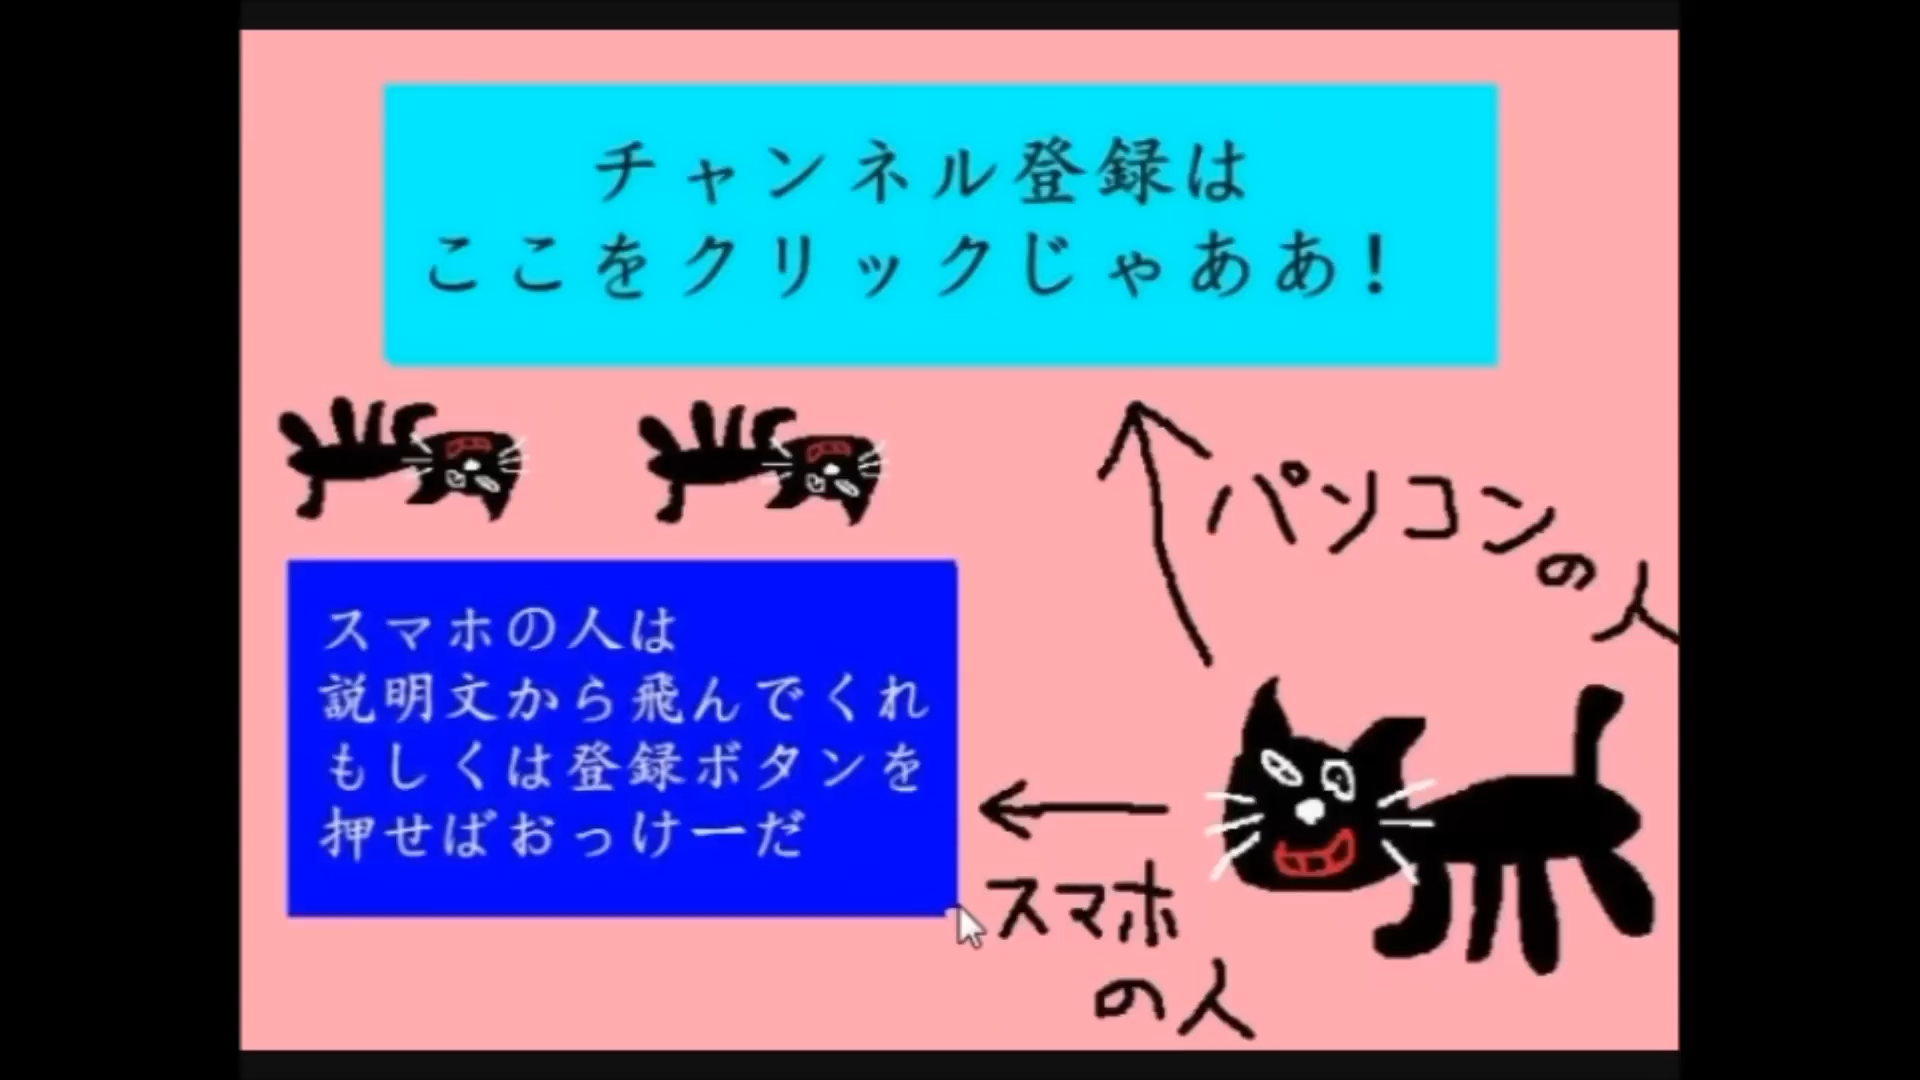 チャンネル登録は
ここをクリックじゃああ!
パソコンの人
スマホの人は
説明文から飛んでくれ
もしくは登録ボタンを
押せばおっけーだ
スマホ
の人